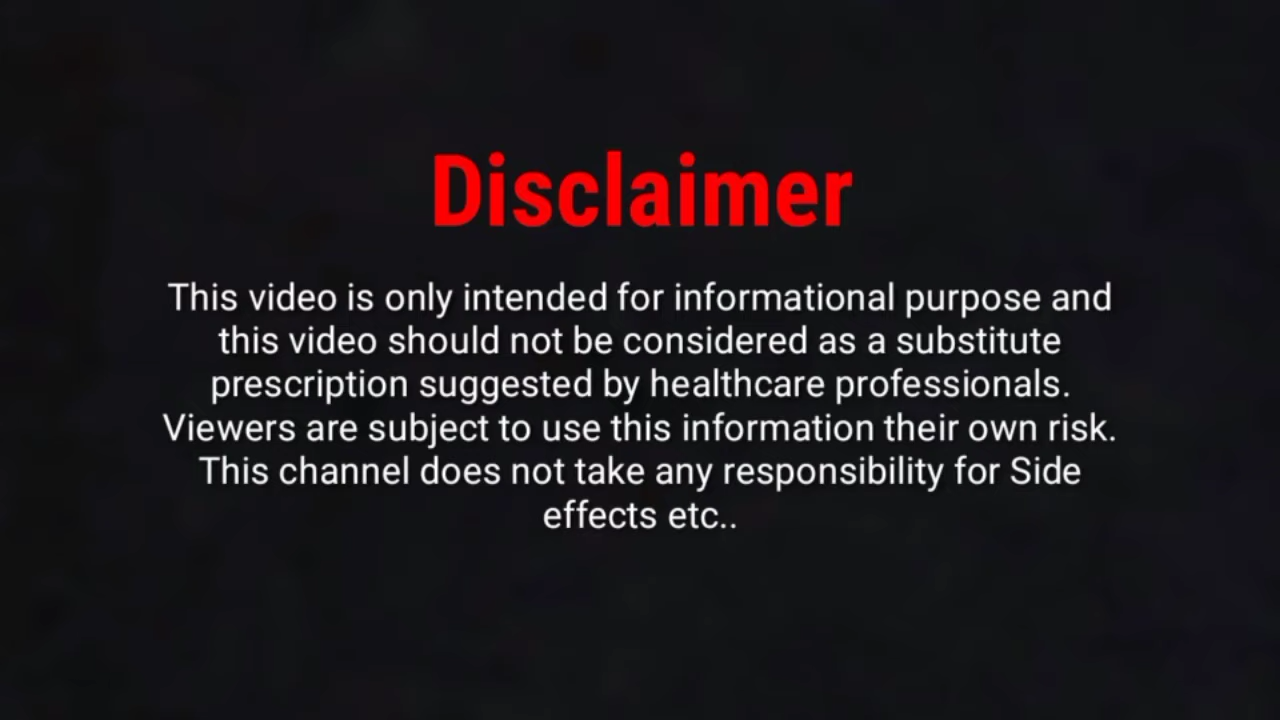 Disclaimer
This video is only intended for informational purpose and
this video should not be considered as a substitute
prescription suggested by healthcare professionals.
Viewers are subject to use this information their own risk.
This channel does not take any responsibility for Side
effects etc..